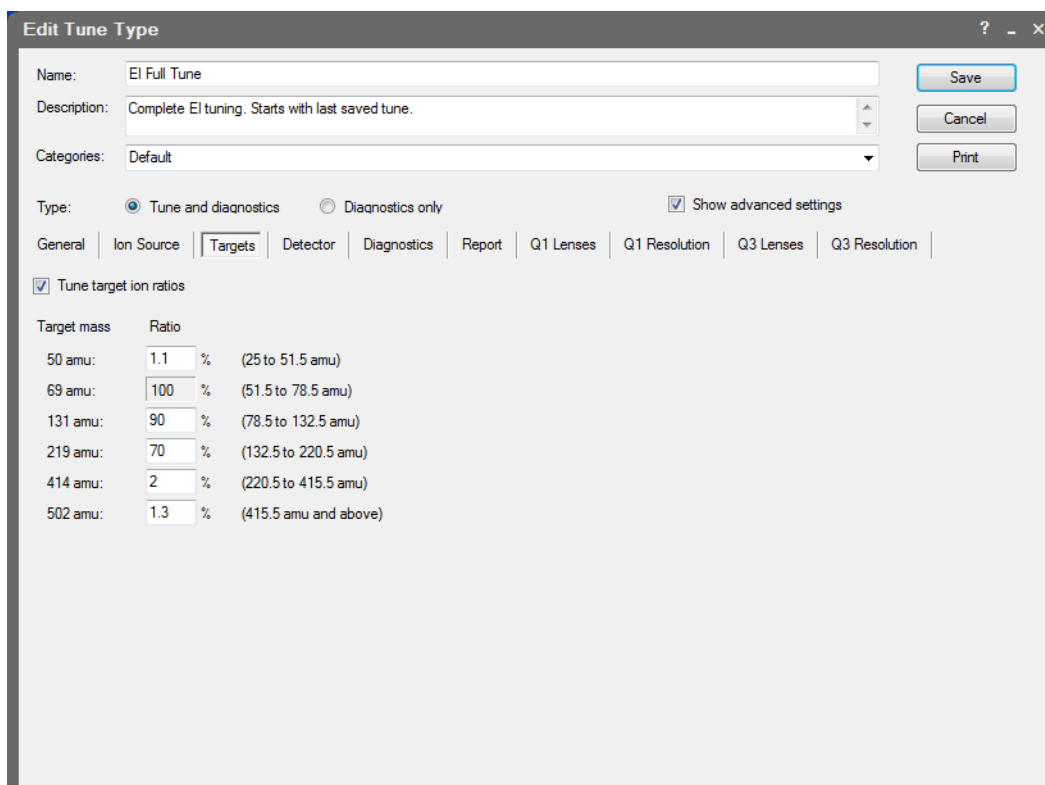 Edit Tune Type ? - ×
Name: EI Full Tune Save
Description: Complete EI tuning. Starts with last saved tune. Cancel
Categories: Default Print
Type: Tune and diagnostics Diagnostics only Show advanced settings
General Ion Source Targets Detector Diagnostics Report Q1 Lenses Q1 Resolution Q3 Lenses Q3 Resolution
Tune target ion ratios
Target mass Ratio
50 amu: 1.1 % (25 to 51.5 amu)
69 amu: 100 % (51.5 to 78.5 amu)
131 amu: 90 % (78.5 to 132.5 amu)
219 amu: 70 % (132.5 to 220.5 amu)
414 amu: 2 % (220.5 to 415.5 amu)
502 amu: 1.3 % (415.5 amu and above)